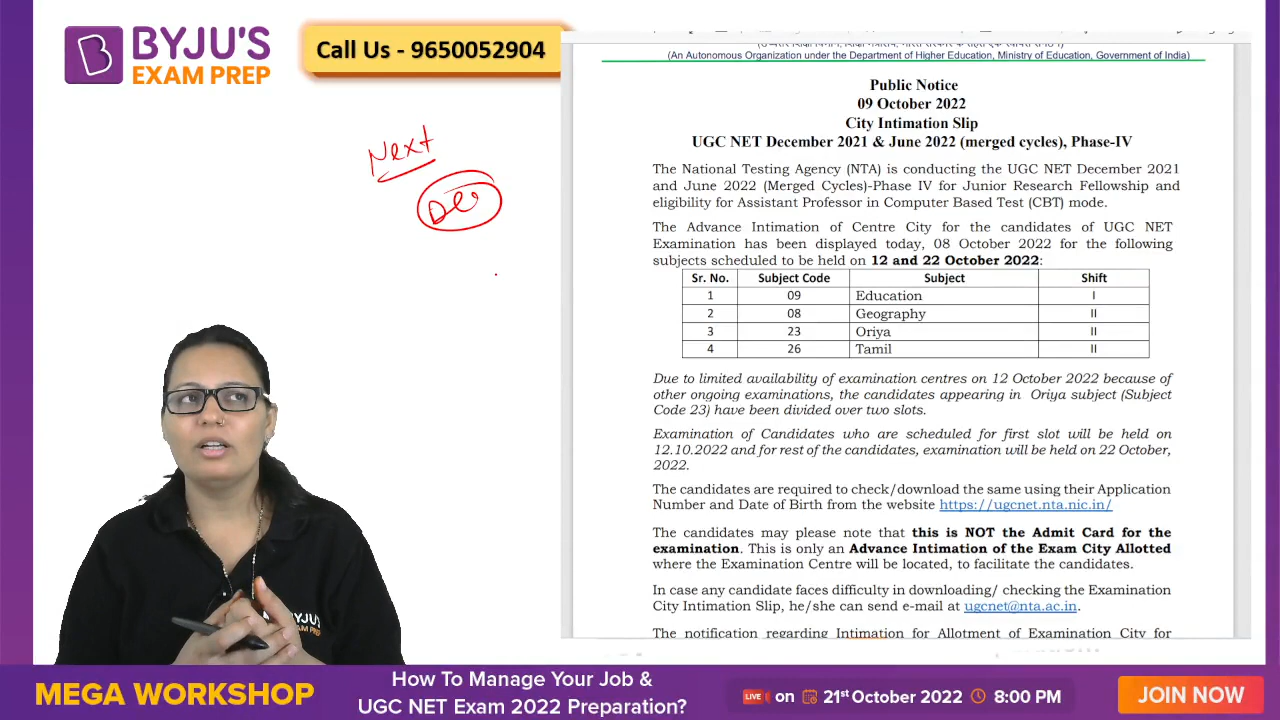 BYJU'S
EXAM PREP
Call Us - 9650052904
Next
Dec
(An Autonomous Organization under the Department of Higher Education, Ministry of Education, Government of India)
Public Notice
09 October 2022
City Intimation Slip
UGC NET December 2021 & June 2022 (merged cycles), Phase-IV
The National Testing Agency (NTA) is conducting the UGC NET December 2021
and June 2022 (Merged Cycles)-Phase IV for Junior Research Fellowship and
eligibility for Assistant Professor in Computer Based Test (CBT) mode.
The Advance Intimation of Centre City for the candidates of UGC NET
Examination has been displayed today, 08 October 2022 for the following
subjects scheduled to be held on 12 and 22 October 2022:
Sr. No. Subject Code Subject Shift
1 09 Education I
2 08 Geography II
3 23 Oriya II
4 26 Tamil II
Due to limited availability of examination centres on 12 October 2022 because of
other ongoing examinations, the candidates appearing in Oriya subject (Subject
Code 23) have been divided over two slots.
Examination of Candidates who are scheduled for first slot will be held on
12.10.2022 and for rest of the candidates, examination will be held on 22 October,
2022.
The candidates are required to check/download the same using their Application
Number and Date of Birth from the website https://ugcnet.nta.nic.in/
The candidates may please note that this is NOT the Admit Card for the
examination. This is only an Advance Intimation of the Exam City Allotted
where the Examination Centre will be located, to facilitate the candidates.
In case any candidate faces difficulty in downloading/ checking the Examination
City Intimation Slip, he/she can send e-mail at ugcnet@nta.ac.in.
The notification regarding Intimation for Allotment of Examination City for
BYJU'S
EXAM PREP
MEGA WORKSHOP
How To Manage Your Job &
UGC NET Exam 2022 Preparation?
LIVE on 21st October 2022 8:00 PM
JOIN NOW